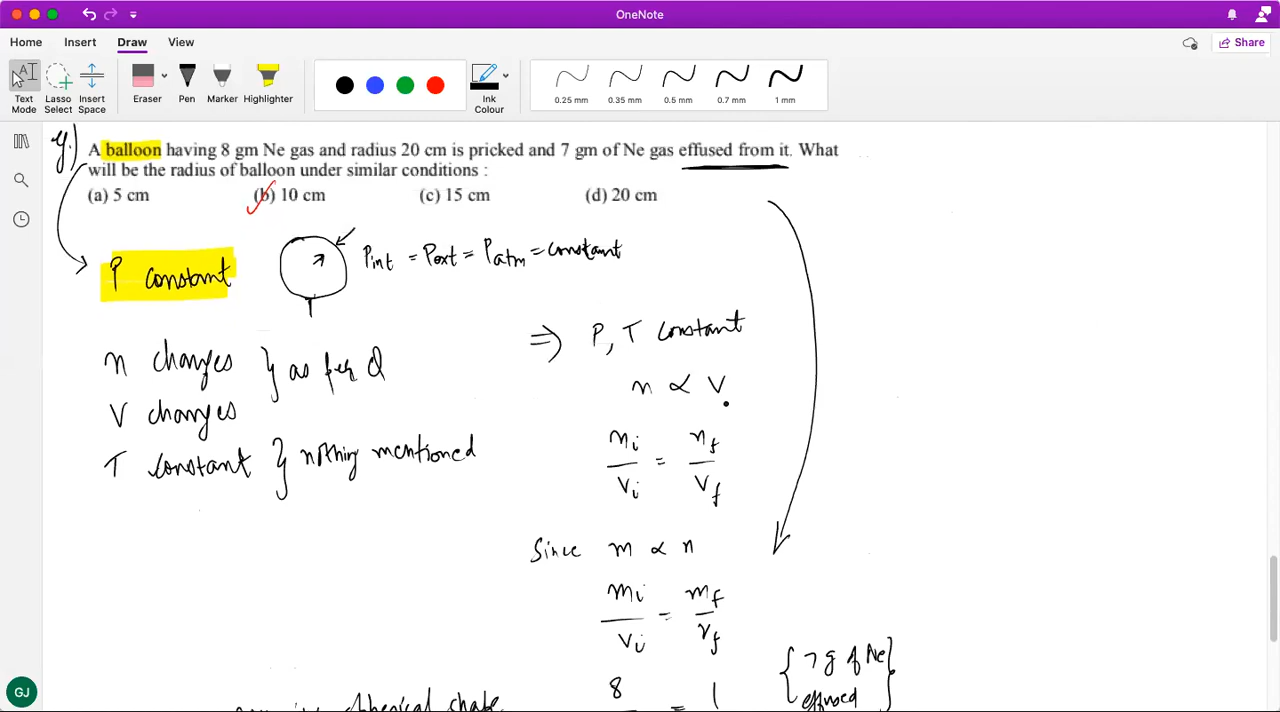 OneNote
Home Insert Draw View
Share
Text Mode
Lasso Select
Insert Space
Eraser
Pen
Marker
Highlighter
Ink Colour
0.25 mm
0.35 mm
0.5 mm
0.7 mm
1 mm
A balloon having 8 gm Ne gas and radius 20 cm is pricked and 7 gm of Ne gas effused from it. What
will be the radius of balloon under similar conditions :
(a) 5 cm (b) 10 cm (c) 15 cm (d) 20 cm
P constant
Pint = Pext = Patm = constant
n changes } as per Q
V changes
T constant } nothing mentioned
⇒ P, T constant
n ∝ V
ni/Vi = nf/Vf
Since m ∝ n
mi/Vi = mf/Vf
{ 7 g of Ne effused }
spherical shape
8 = 1
GJ